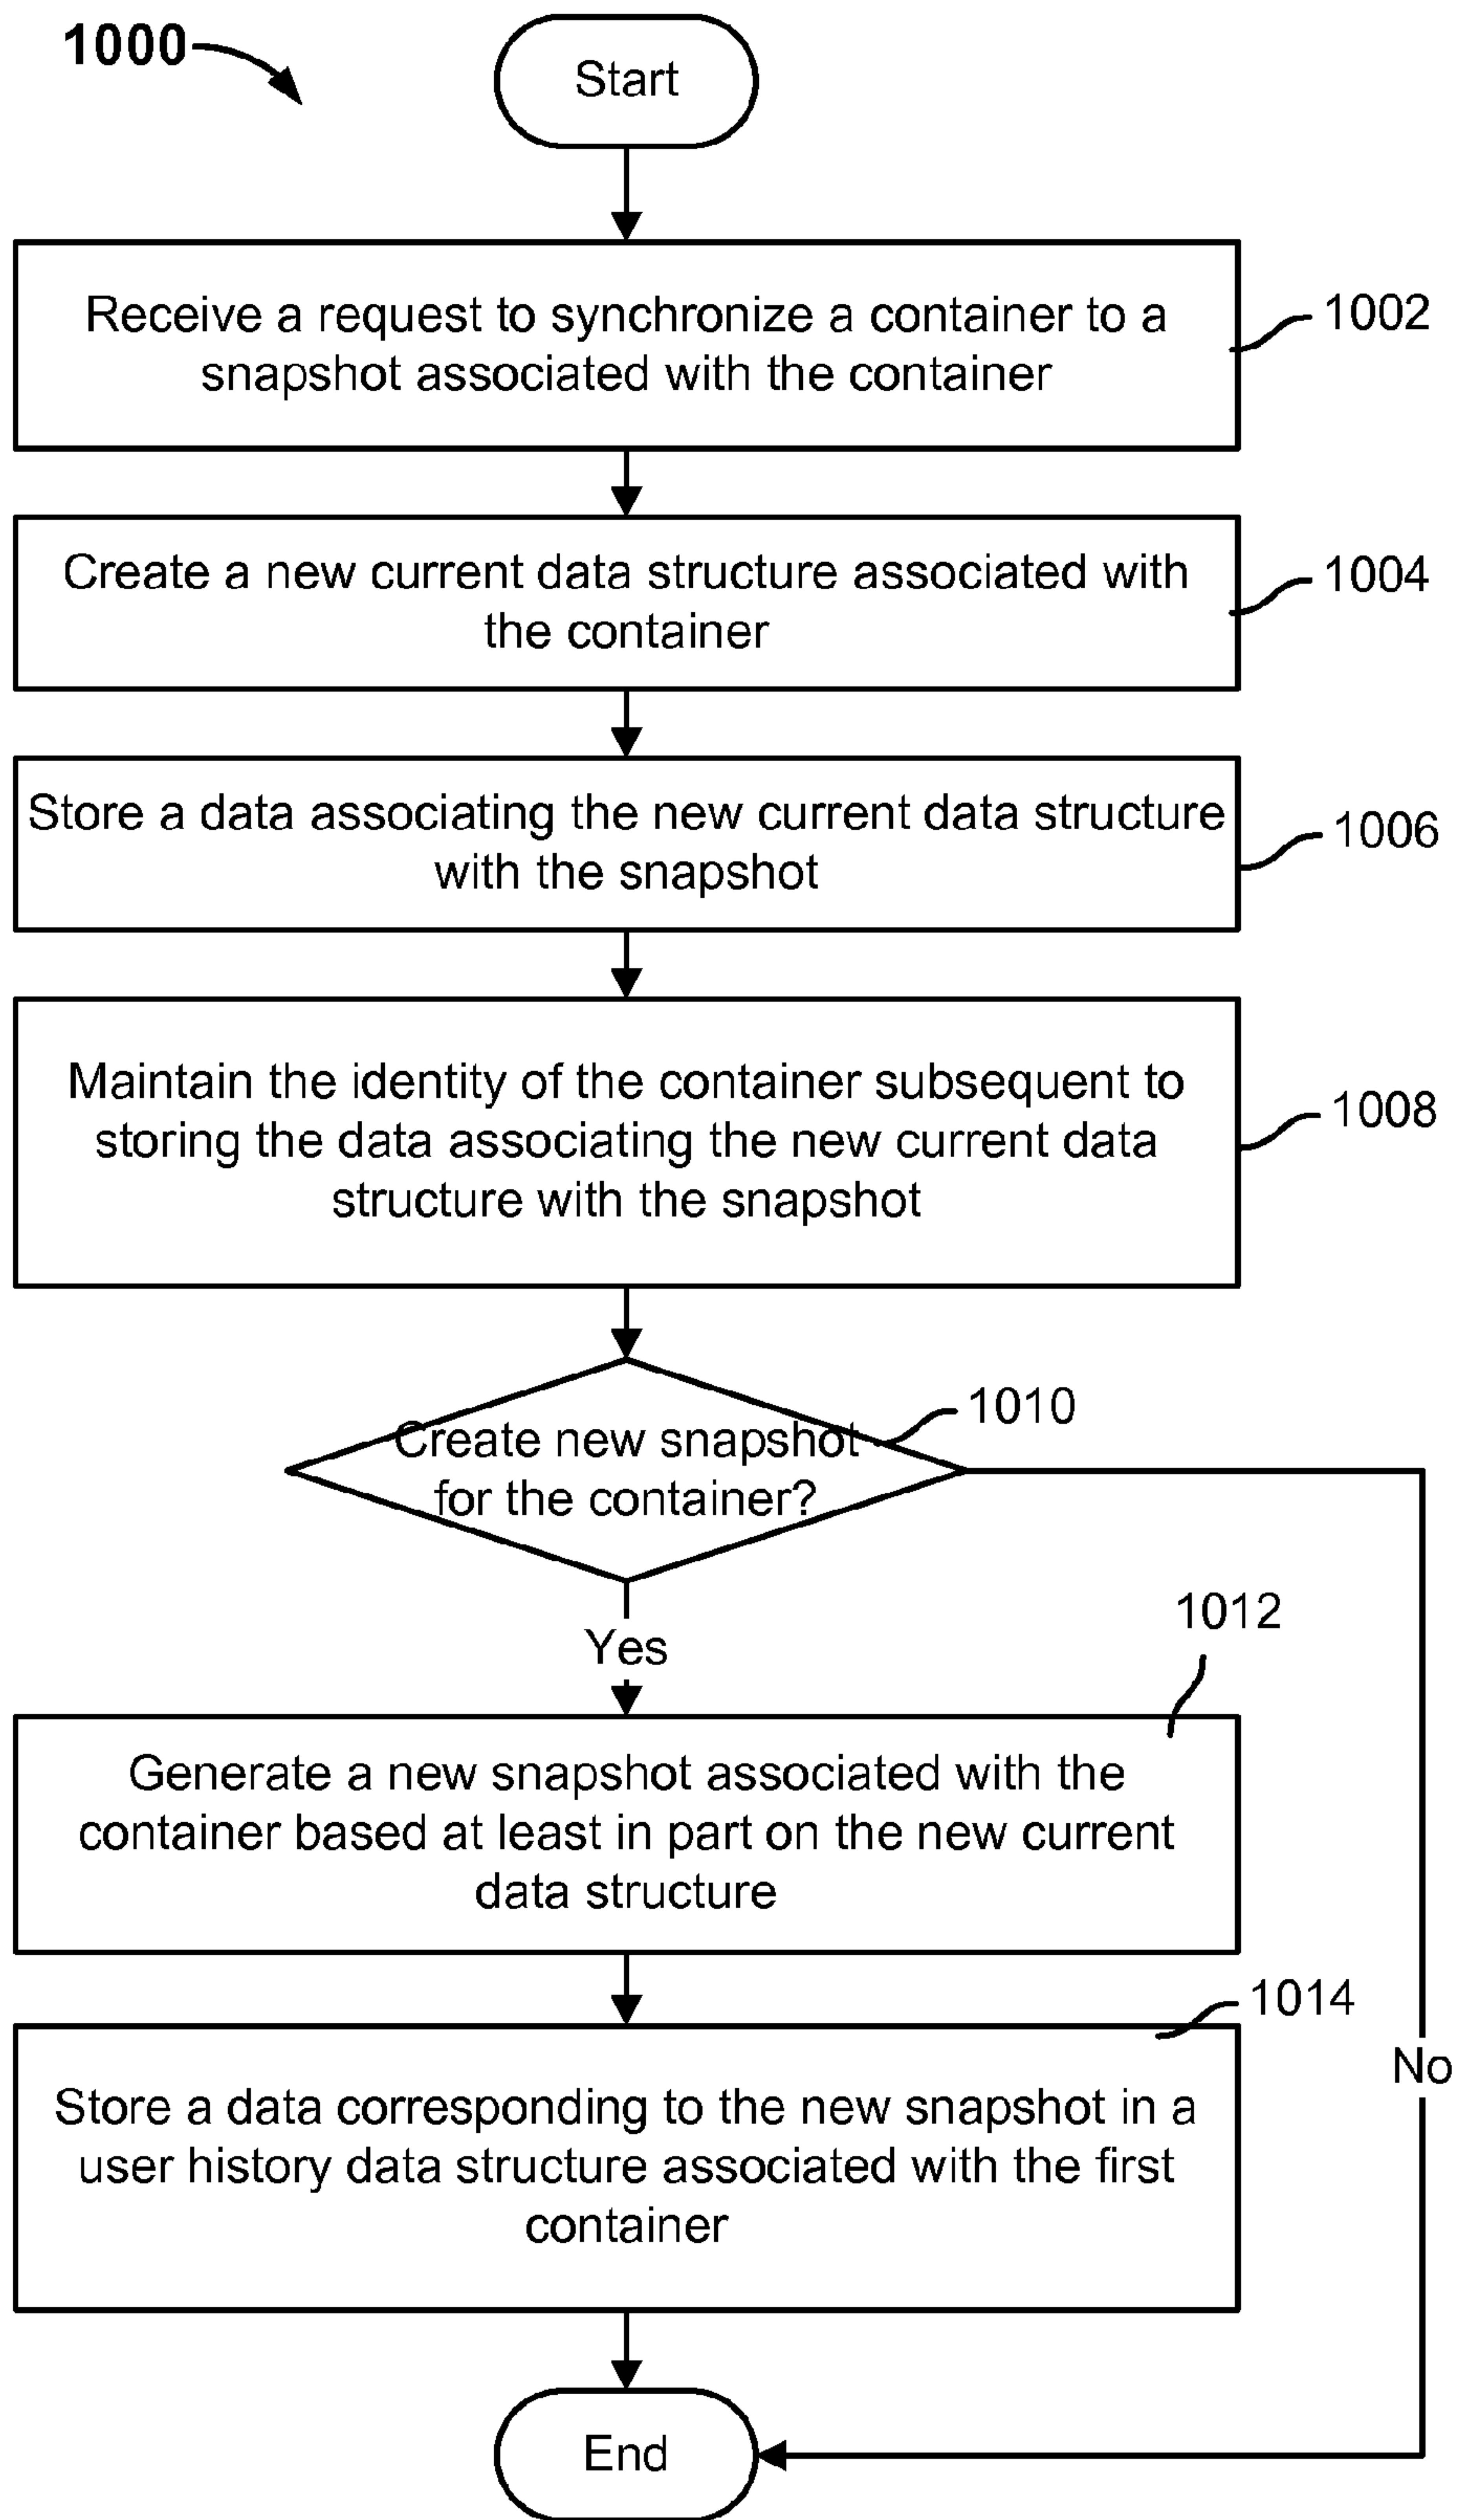 1000
Start
Receive a request to synchronize a container to a
snapshot associated with the container
1002
Create a new current data structure associated with
the container
1004
Store a data associating the new current data structure
with the snapshot
1006
Maintain the identity of the container subsequent to
storing the data associating the new current data
structure with the snapshot
1008
Create new snapshot
for the container?
1010
Yes
1012
Generate a new snapshot associated with the
container based at least in part on the new current
data structure
1014
No
Store a data corresponding to the new snapshot in a
user history data structure associated with the first
container
End